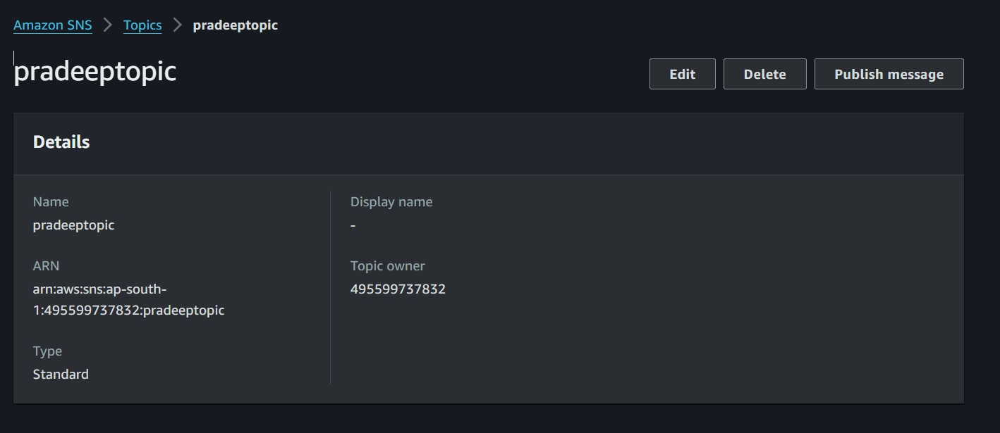 Amazon SNS > Topics > pradeeptopic
pradeeptopic
Edit Delete Publish message
Details
Name
pradeeptopic
ARN
arn:aws:sns:ap-south-
1:495599737832:pradeeptopic
Type
Standard
Display name
-
Topic owner
495599737832